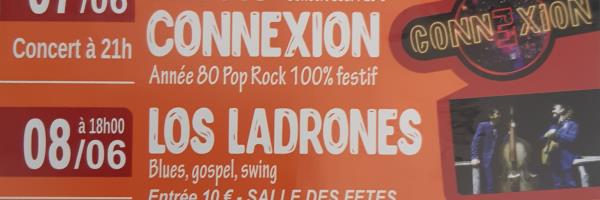 07/06
Concert à 21h
CONNEXION
Année 80 Pop Rock 100% festif
CONNEXION
à 18h00
08/06
LOS LADRONES
Blues, gospel, swing
Entrée 10 € - SALLE DES FETES